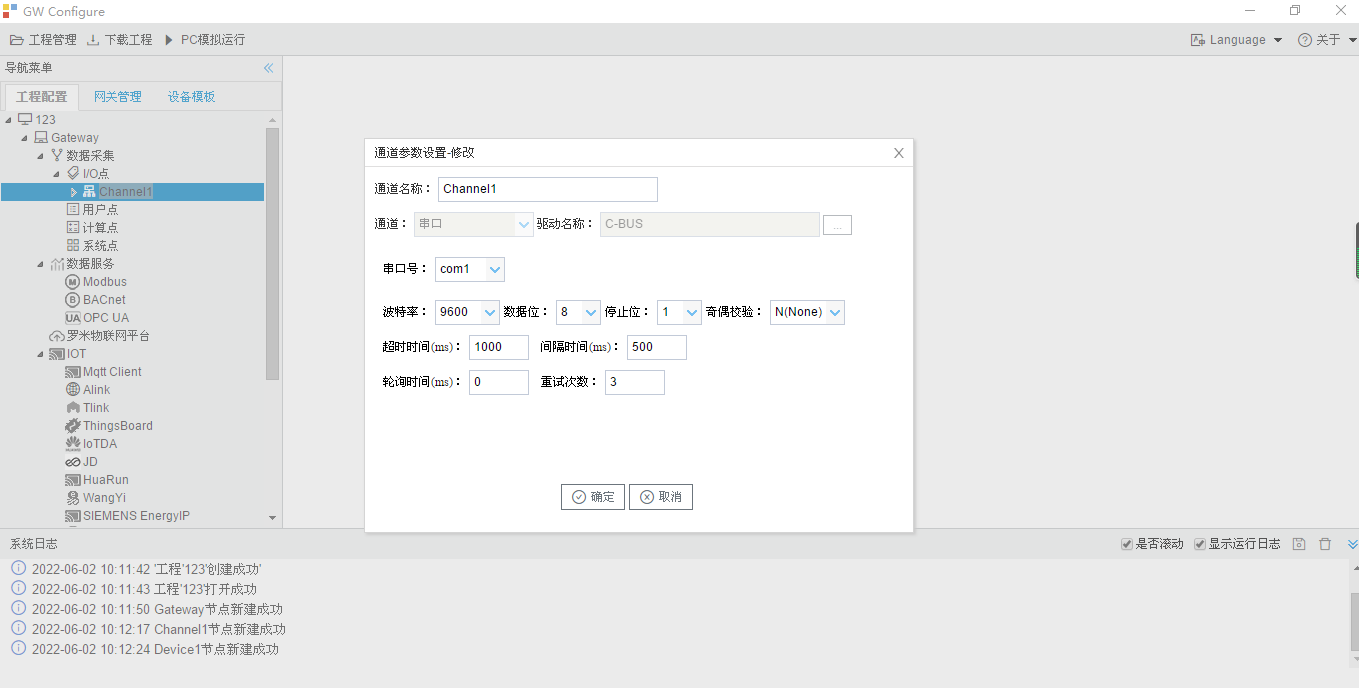 GW Configure
工程管理 下载工程 PC模拟运行 Language 关于
导航菜单
工程配置 网关管理 设备模板
123
Gateway
数据采集
I/O点
Channel1
用户点
计算点
系统点
数据服务
Modbus
BACnet
UA OPC UA
罗米物联网平台
IOT
Mqtt Client
Alink
Tlink
ThingsBoard
IoTDA
JD
HuaRun
WangYi
SIEMENS EnergyIP
通道参数设置-修改
通道名称： Channel1
通道： 串口 驱动名称： C-BUS ...
串口号： com1
波特率： 9600 数据位： 8 停止位： 1 奇偶校验： N(None)
超时时间(ms)： 1000 间隔时间(ms)： 500
轮询时间(ms)： 0 重试次数： 3
确定 取消
系统日志 是否滚动 显示运行日志
2022-06-02 10:11:42 '工程'123'创建成功'
2022-06-02 10:11:43 工程'123'打开成功
2022-06-02 10:11:50 Gateway节点新建成功
2022-06-02 10:12:17 Channel1节点新建成功
2022-06-02 10:12:24 Device1节点新建成功